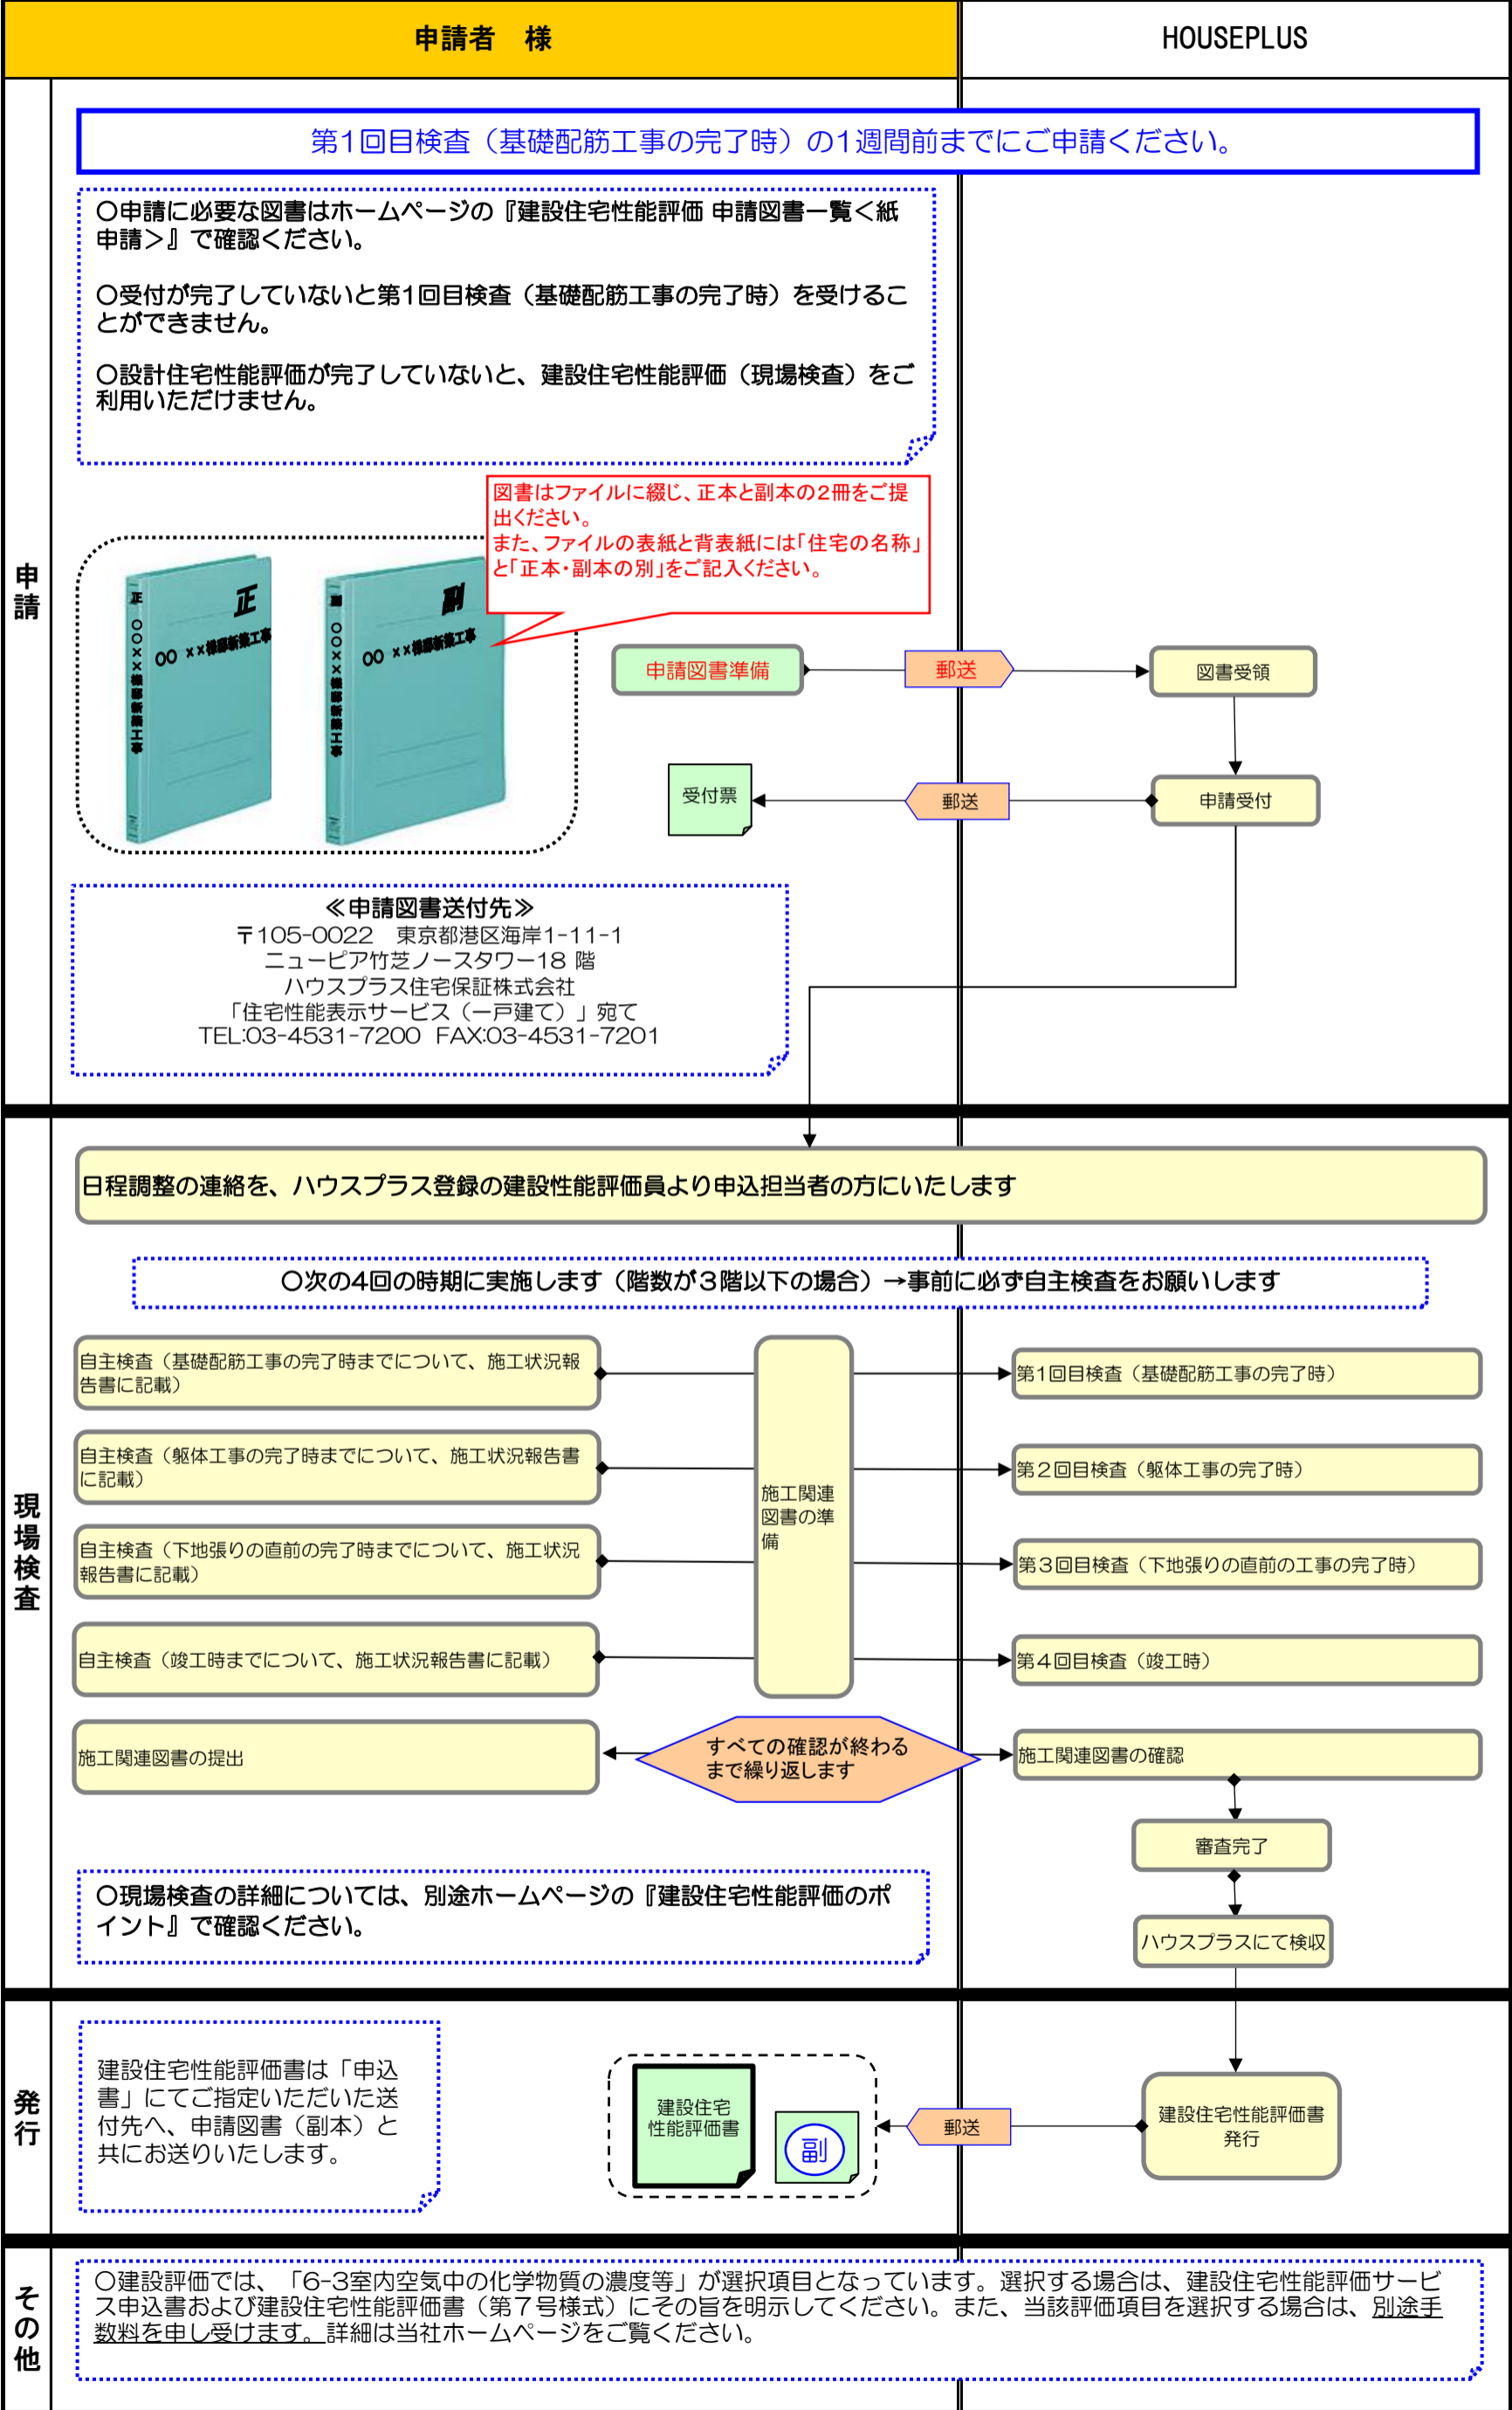 申請者　様
HOUSEPLUS
第1回目検査（基礎配筋工事の完了時）の1週間前までにご申請ください。
申請
〇申請に必要な図書はホームページの『建設住宅性能評価 申請図書一覧＜紙
申請＞』で確認ください。
〇受付が完了していないと第1回目検査（基礎配筋工事の完了時）を受けるこ
とができません。
〇設計住宅性能評価が完了していないと、建設住宅性能評価（現場検査）をご
利用いただけません。
図書はファイルに綴じ、正本と副本の2冊をご提
出ください。
また、ファイルの表紙と背表紙には「住宅の名称」
と「正本・副本の別」をご記入ください。
正 〇〇××様邸新築工事
正
〇〇 ××様邸新築工事
副 〇〇××様邸新築工事
副
〇〇 ××様邸新築工事
申請図書準備
郵送
図書受領
受付票
郵送
申請受付
≪申請図書送付先≫
〒105-0022　東京都港区海岸1-11-1
ニューピア竹芝ノースタワー18 階
ハウスプラス住宅保証株式会社
「住宅性能表示サービス（一戸建て）」宛て
TEL:03-4531-7200 FAX:03-4531-7201
現場検査
日程調整の連絡を、ハウスプラス登録の建設性能評価員より申込担当者の方にいたします
〇次の4回の時期に実施します（階数が３階以下の場合）→事前に必ず自主検査をお願いします
自主検査（基礎配筋工事の完了時までについて、施工状況報
告書に記載）
第1回目検査（基礎配筋工事の完了時）
自主検査（躯体工事の完了時までについて、施工状況報告書
に記載）
第２回目検査（躯体工事の完了時）
施工関連
図書の準
備
自主検査（下地張りの直前の完了時までについて、施工状況
報告書に記載）
第３回目検査（下地張りの直前の工事の完了時）
自主検査（竣工時までについて、施工状況報告書に記載）
第４回目検査（竣工時）
施工関連図書の提出
すべての確認が終わる
まで繰り返します
施工関連図書の確認
審査完了
〇現場検査の詳細については、別途ホームページの『建設住宅性能評価のポ
イント』で確認ください。
ハウスプラスにて検収
発行
建設住宅性能評価書は「申込
書」にてご指定いただいた送
付先へ、申請図書（副本）と
共にお送りいたします。
建設住宅
性能評価書
副
郵送
建設住宅性能評価書
発行
その他
〇建設評価では、「6-3室内空気中の化学物質の濃度等」が選択項目となっています。選択する場合は、建設住宅性能評価サービ
ス申込書および建設住宅性能評価書（第７号様式）にその旨を明示してください。また、当該評価項目を選択する場合は、別途手
数料を申し受けます。詳細は当社ホームページをご覧ください。